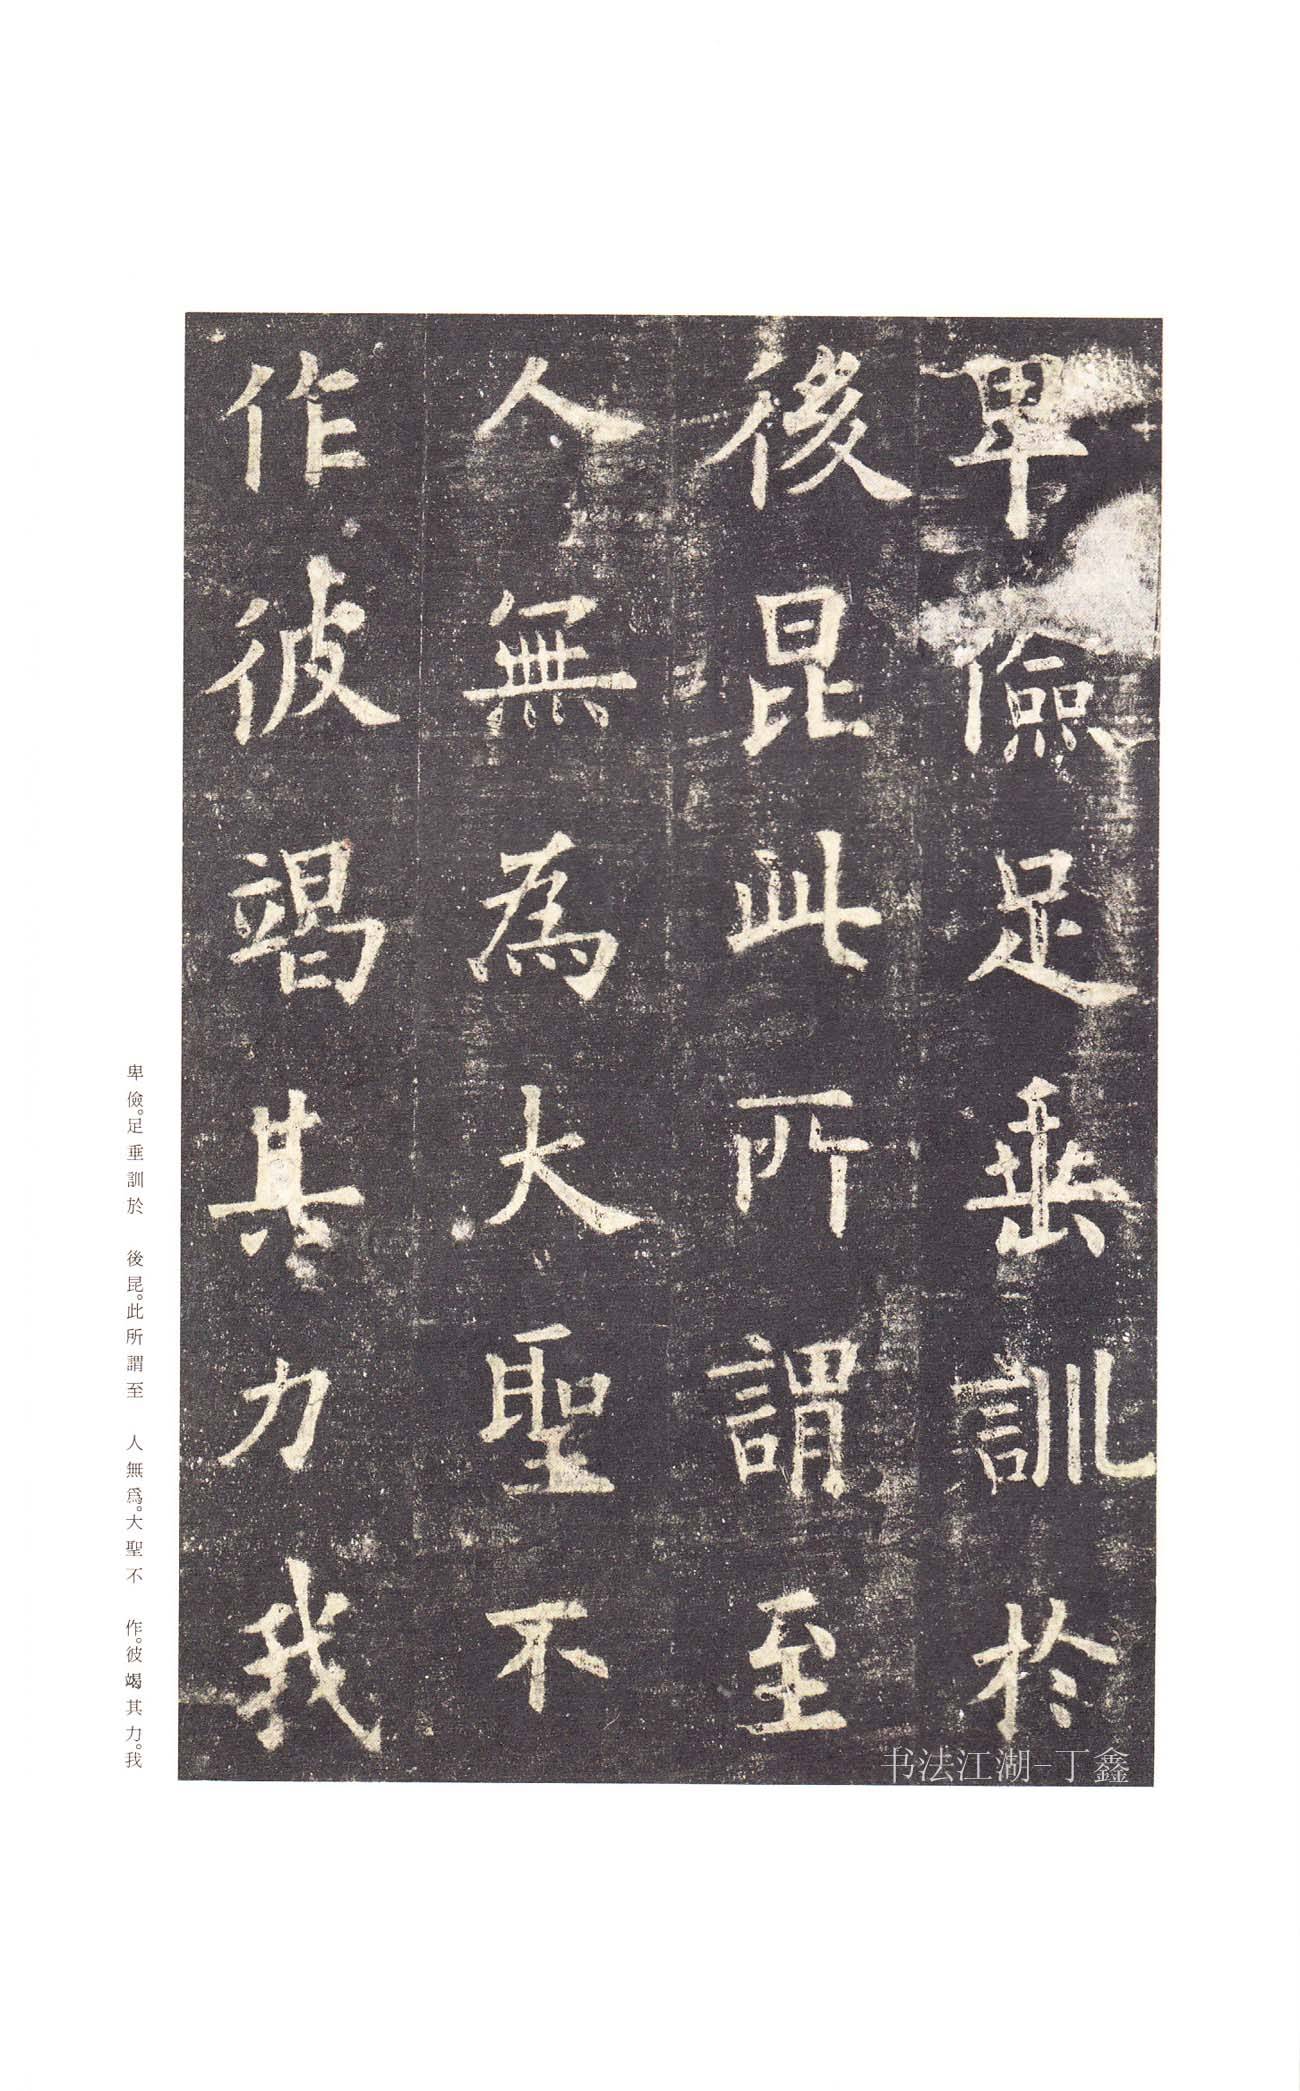 卑儉足垂訓於
後昆此所謂至
人無為大聖不
作彼竭其力我
卑儉。足垂訓於 後昆。此所謂至 人無爲。大聖不 作。彼竭其力。我
书法江湖-丁鑫